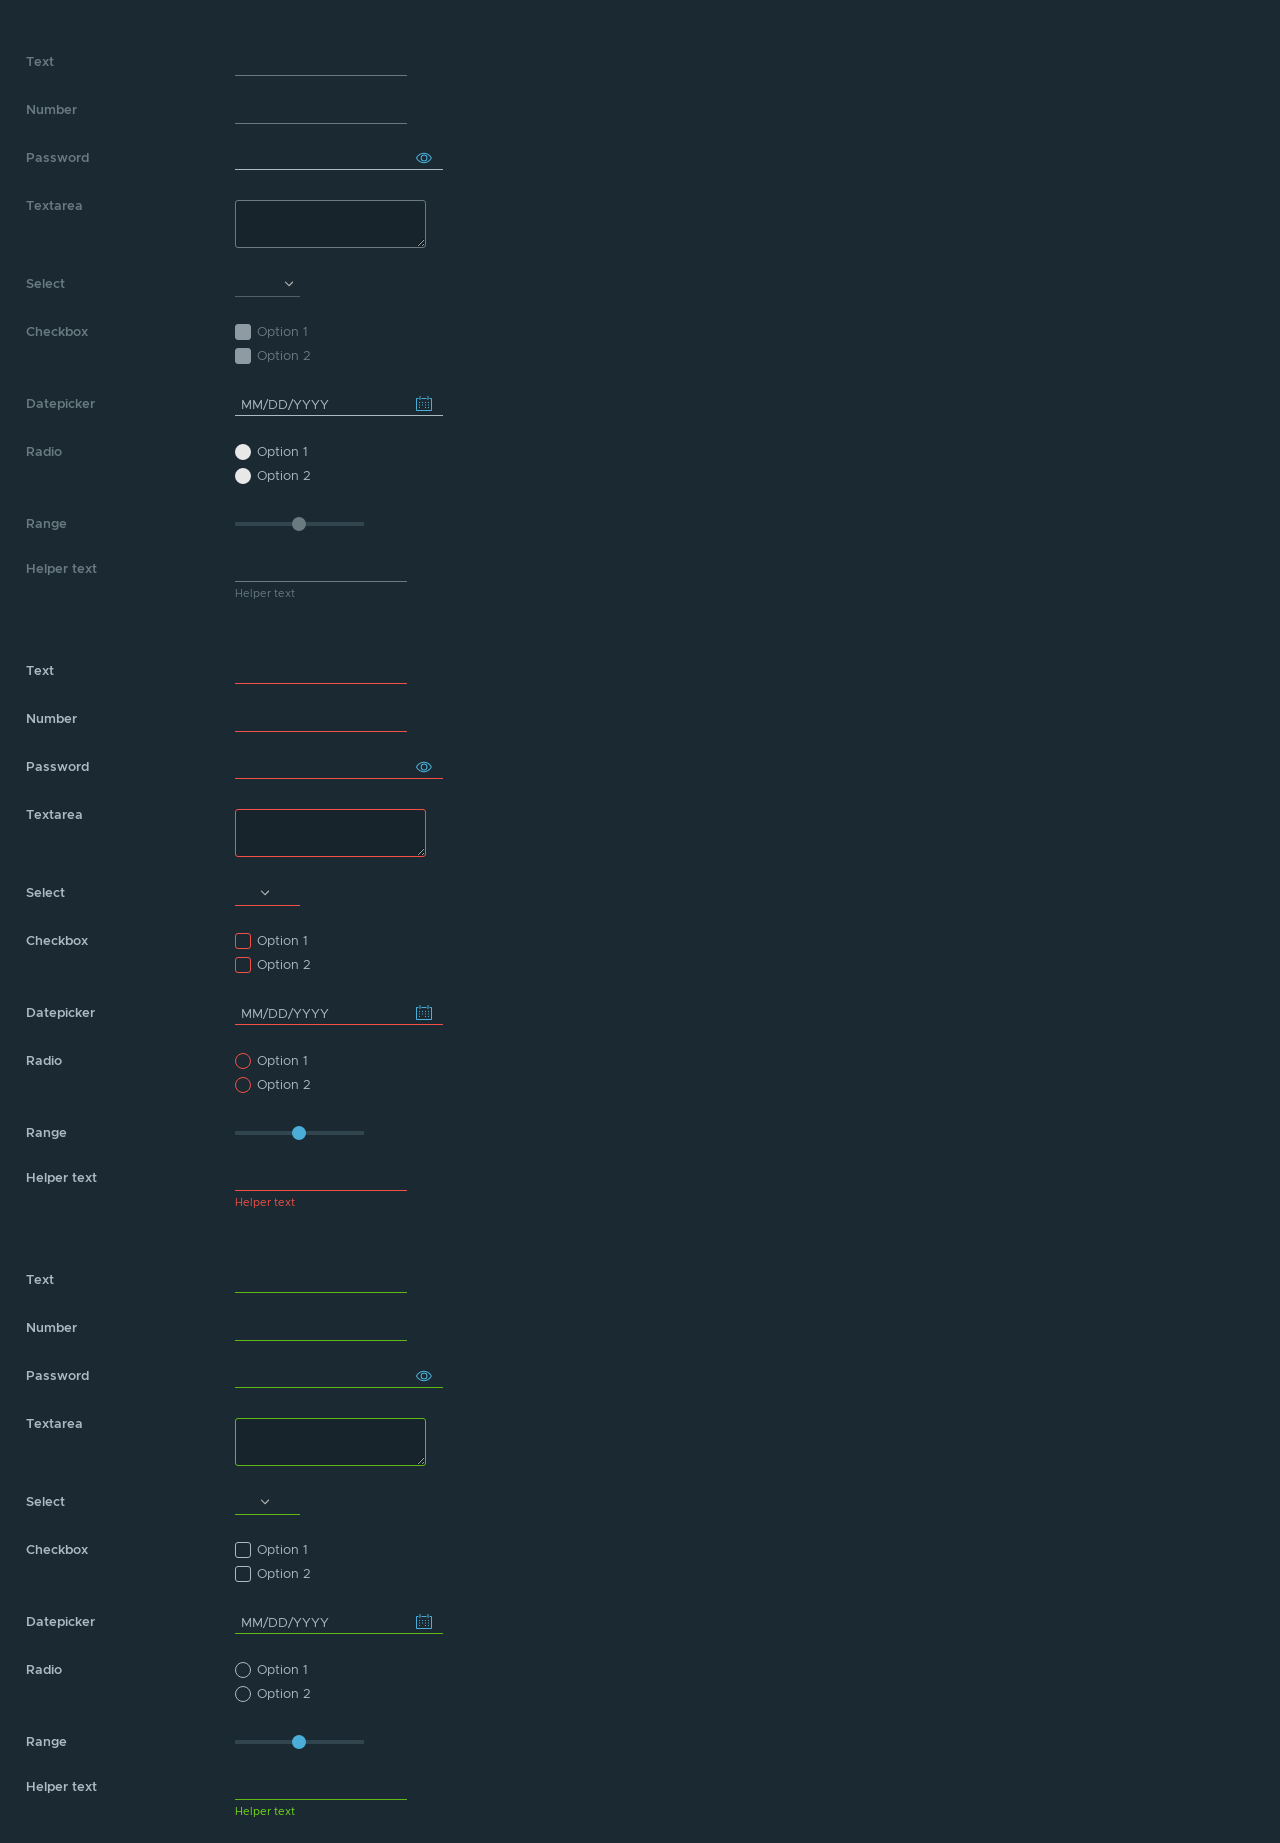 Text
Number
Password
Textarea
Select
Checkbox
Option 1
Option 2
Datepicker
MM/DD/YYYY
Radio
Option 1
Option 2
Range
Helper text
Helper text
Text
Number
Password
Textarea
Select
Checkbox
Option 1
Option 2
Datepicker
MM/DD/YYYY
Radio
Option 1
Option 2
Range
Helper text
Helper text
Text
Number
Password
Textarea
Select
Checkbox
Option 1
Option 2
Datepicker
MM/DD/YYYY
Radio
Option 1
Option 2
Range
Helper text
Helper text